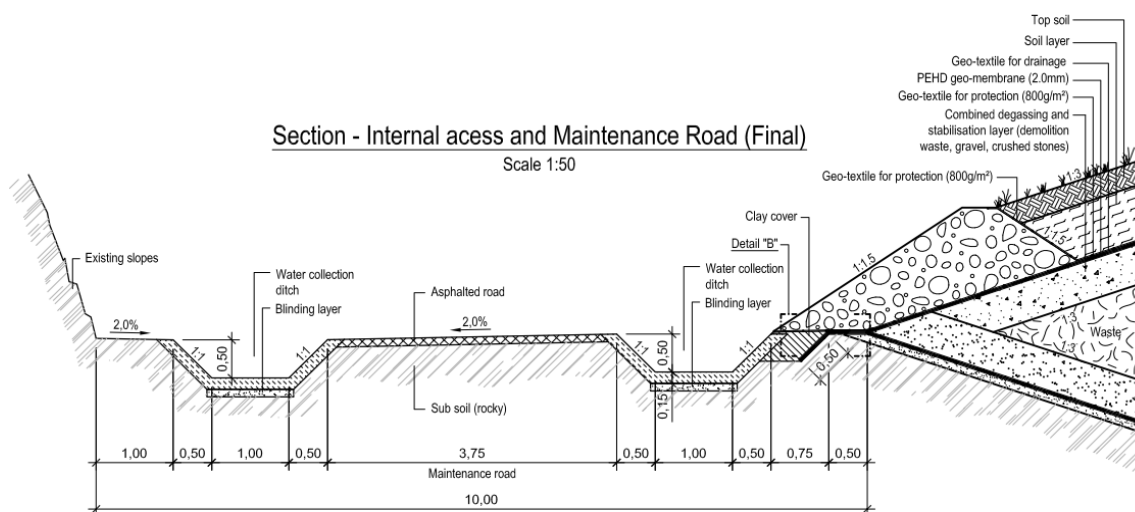 Top soil
Soil layer
Geo-textile for drainage
PEHD geo-membrane (2.0mm)
Geo-textile for protection (800g/m²)
Combined degassing and
stabilisation layer (demolition
waste, gravel, crushed stones)
Section - Internal acess and Maintenance Road (Final)
Scale 1:50
Geo-textile for protection (800g/m²)
1:3
Clay cover
Detail "B"
1:1.5
1:1.5
Existing slopes
Water collection
ditch
Blinding layer
Asphalted road
Water collection
ditch
Blinding layer
2,0%
2,0%
1:1
0,50
1:1
0,50
1:1
1:3
Waste
1:3
0,50
0,15
Sub soil (rocky)
1,00 0,50 1,00 0,50 3,75 0,50 1,00 0,50 0,75 0,50
Maintenance road
10,00